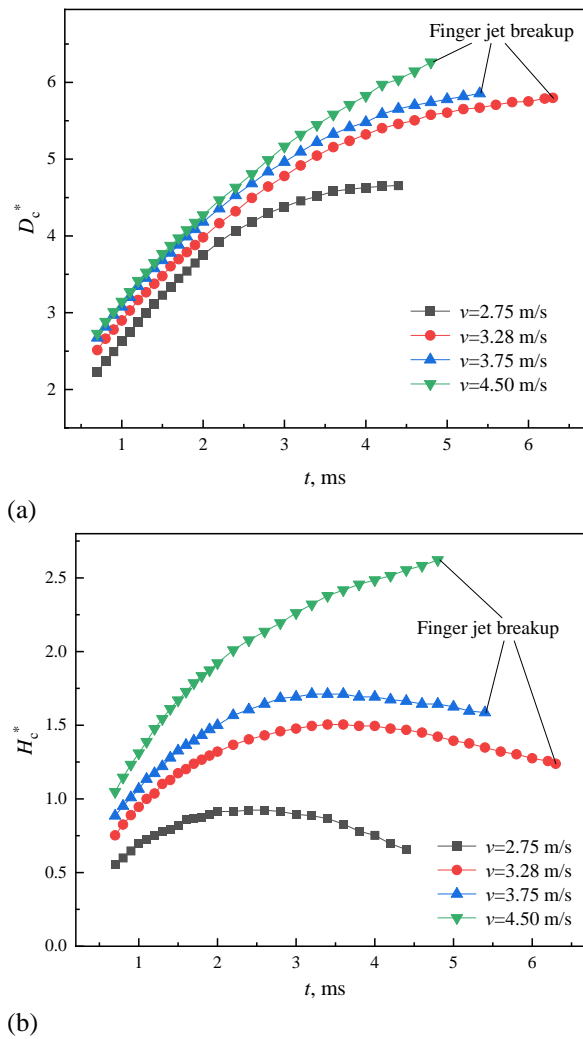 Finger jet breakup
6
5
4
3
2
D_c^*
v=2.75 m/s
v=3.28 m/s
v=3.75 m/s
v=4.50 m/s
1 2 3 4 5 6
t, ms
(a)
2.5
Finger jet breakup
2.0
1.5
1.0
0.5
0.0
H_c^*
v=2.75 m/s
v=3.28 m/s
v=3.75 m/s
v=4.50 m/s
1 2 3 4 5 6
t, ms
(b)